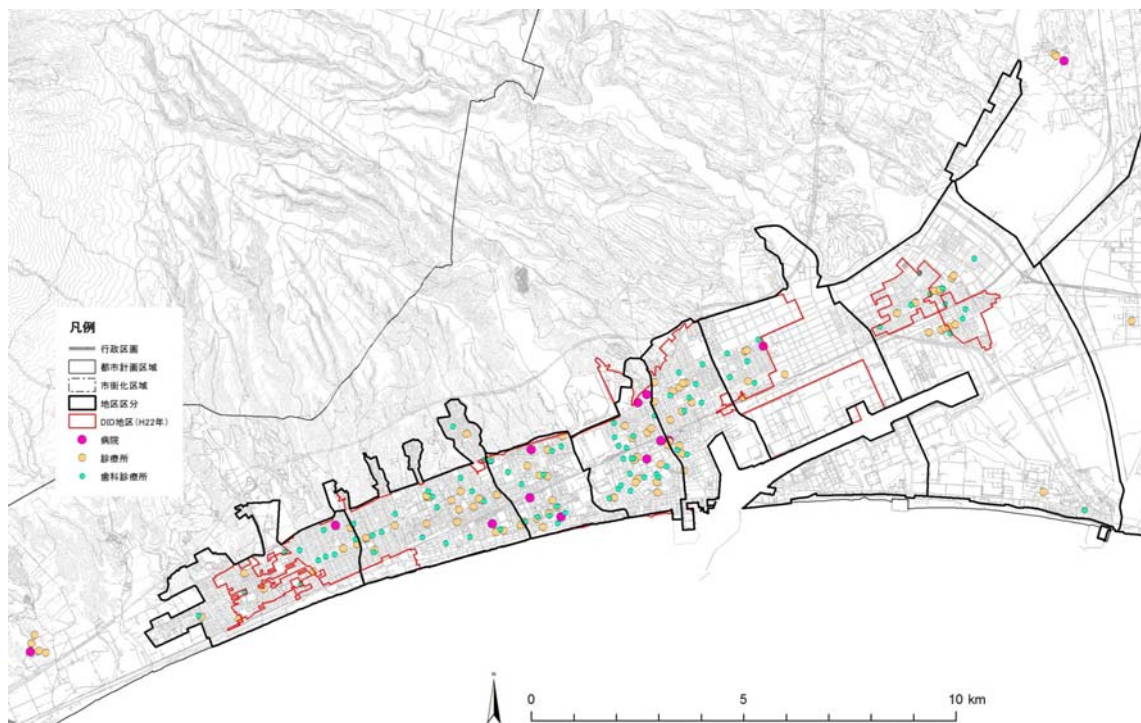 凡例
行政区画
都市計画区域
市街化区域
地区区分
DID地区(H22年)
病院
診療所
歯科診療所
N
0 5 10 km